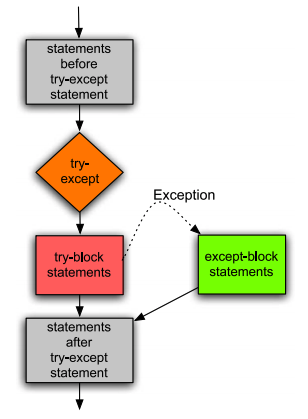 statements
before
try-except
statement
try-
except
Exception
try-block
statements
except-block
statements
statements
after
try-except
statement